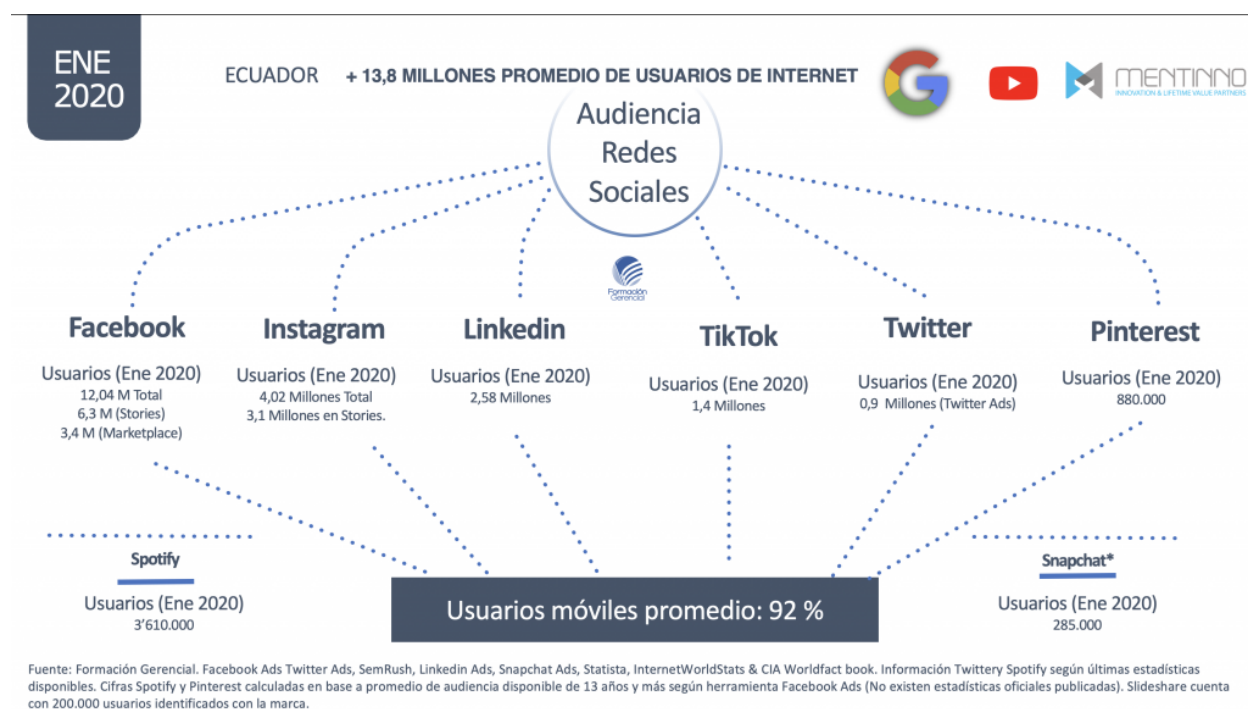 ENE
2020
ECUADOR + 13,8 MILLONES PROMEDIO DE USUARIOS DE INTERNET
MENTINNO
INNOVATION & LIFETIME VALUE PARTNERS
Audiencia
Redes
Sociales
Formación
Gerencial
Facebook
Usuarios (Ene 2020)
12,04 M Total
6,3 M (Stories)
3,4 M (Marketplace)
Instagram
Usuarios (Ene 2020)
4,02 Millones Total
3,1 Millones en Stories.
Linkedin
Usuarios (Ene 2020)
2,58 Millones
TikTok
Usuarios (Ene 2020)
1,4 Millones
Twitter
Usuarios (Ene 2020)
0,9 Millones (Twitter Ads)
Pinterest
Usuarios (Ene 2020)
880.000
Spotify
Usuarios (Ene 2020)
3'610.000
Usuarios móviles promedio: 92 %
Snapchat*
Usuarios (Ene 2020)
285.000
Fuente: Formación Gerencial. Facebook Ads Twitter Ads, SemRush, Linkedin Ads, Snapchat Ads, Statista, InternetWorldStats & CIA Worldfact book. Información Twittery Spotify según últimas estadísticas
disponibles. Cifras Spotify y Pinterest calculadas en base a promedio de audiencia disponible de 13 años y más según herramienta Facebook Ads (No existen estadísticas oficiales publicadas). Slideshare cuenta
con 200.000 usuarios identificados con la marca.